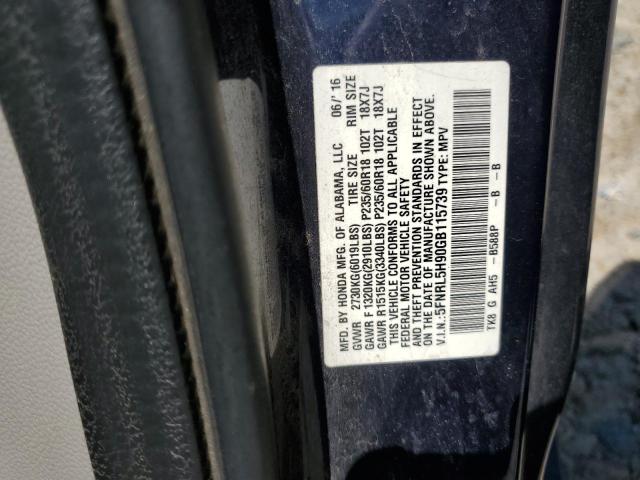 MFD. BY HONDA MFG. OF ALABAMA, LLC 06/'16
GVWR 2730KG(6019LBS) TIRE SIZE RIM SIZE
GAWR F 1320KG(2910LBS) P235/60R18 102T 18X7J
GAWR R1515KG(3340LBS) P235/60R18 102T 18X7J
THIS VEHICLE CONFORMS TO ALL APPLICABLE
FEDERAL MOTOR VEHICLE SAFETY
AND THEFT PREVENTION STANDARDS IN EFFECT
ON THE DATE OF MANUFACTURE SHOWN ABOVE.
V.I.N.:5FNRL5H90GB115739 TYPE: MPV
TK8 G AH5 -B588P -B -B